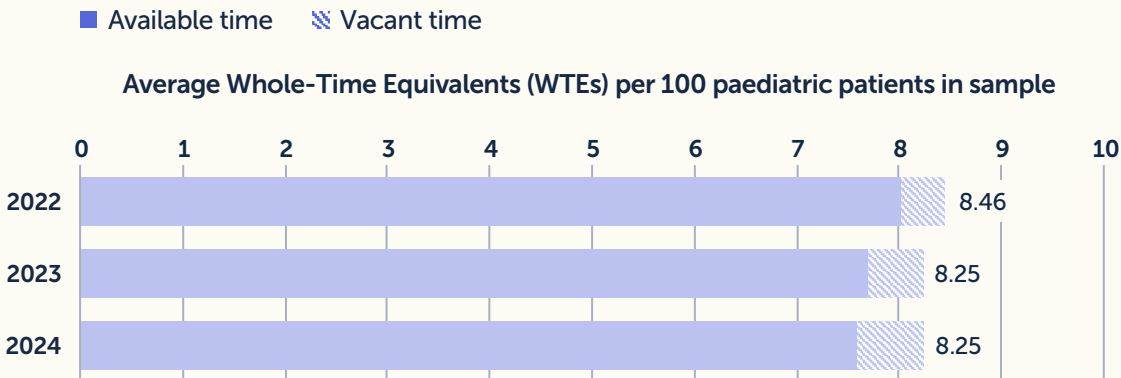 Available time Vacant time
Average Whole-Time Equivalents (WTEs) per 100 paediatric patients in sample
0 1 2 3 4 5 6 7 8 9 10
2022 8.46
2023 8.25
2024 8.25